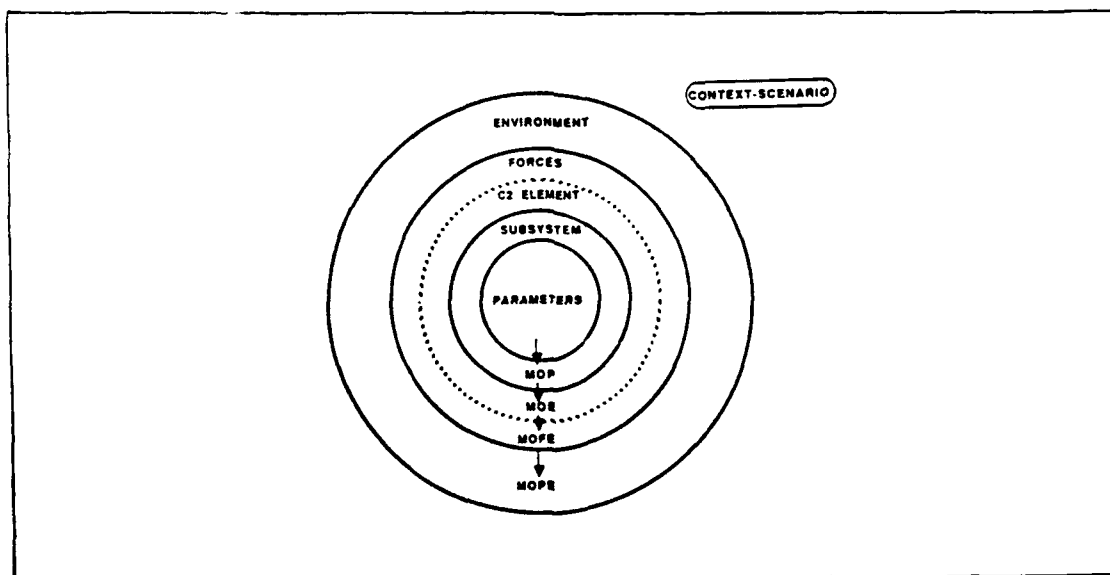 CONTEXT-SCENARIO
ENVIRONMENT
FORCES
C2 ELEMENT
SUBSYSTEM
PARAMETERS
MOP
MOE
MOFE
MOPE